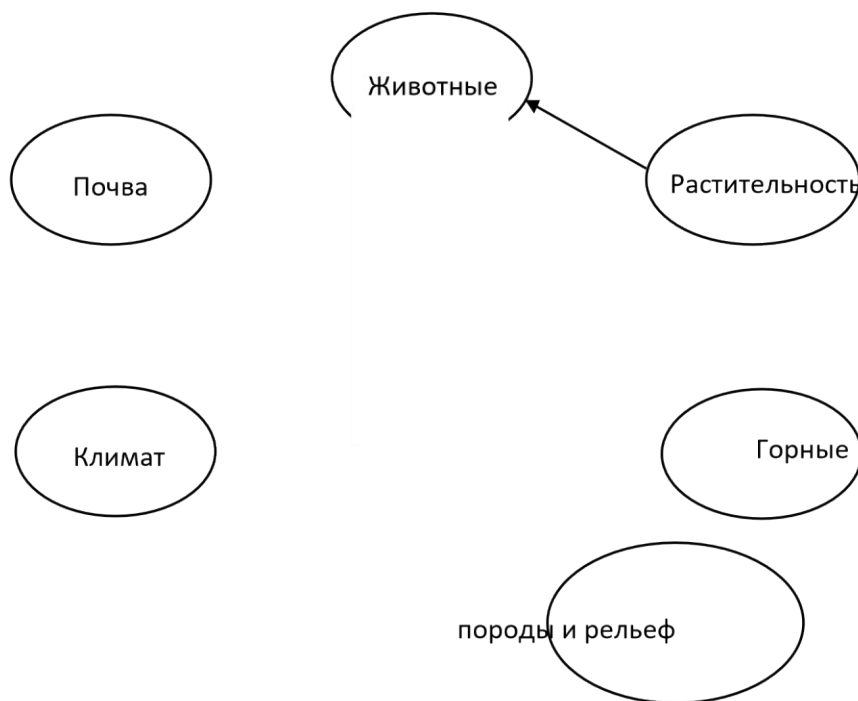 Животные
Почва
Растительность
Климат
Горные
породы и рельеф